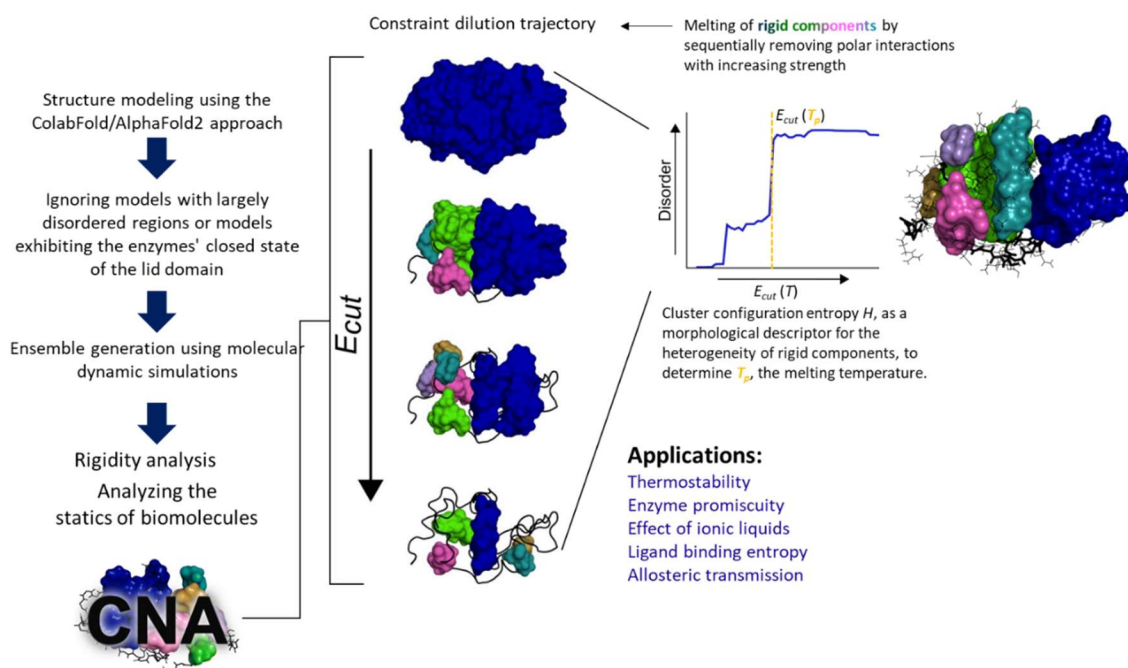 Constraint dilution trajectory
Melting of rigid components by
sequentially removing polar interactions
with increasing strength
Structure modeling using the
ColabFold/AlphaFold2 approach
Ignoring models with largely
disordered regions or models
exhibiting the enzymes' closed state
of the lid domain
Ensemble generation using molecular
dynamic simulations
Rigidity analysis
Analyzing the
statics of biomolecules
CNA
Ecut
Ecut (Tp)
Disorder
Ecut (T)
Cluster configuration entropy H, as a
morphological descriptor for the
heterogeneity of rigid components, to
determine Tp, the melting temperature.
Applications:
Thermostability
Enzyme promiscuity
Effect of ionic liquids
Ligand binding entropy
Allosteric transmission